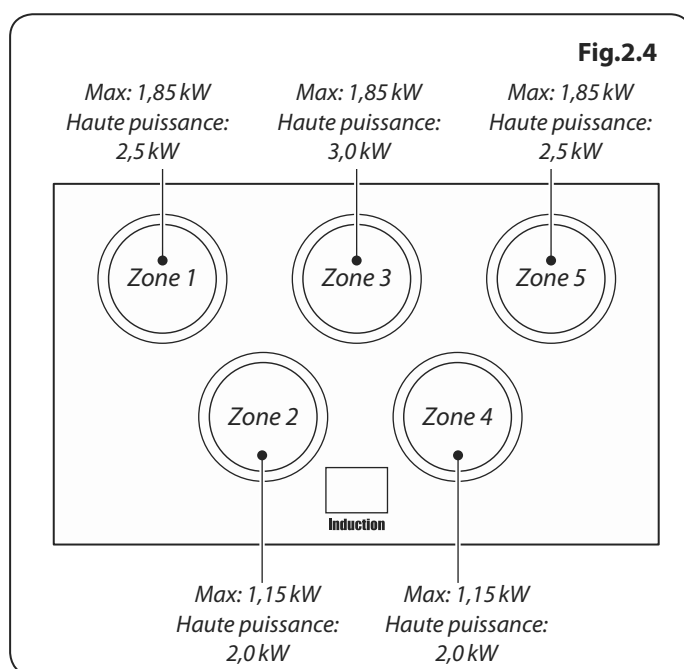 Fig.2.4
Max: 1,85 kW
Haute puissance:
2,5 kW
Max: 1,85 kW
Haute puissance:
3,0 kW
Max: 1,85 kW
Haute puissance:
2,5 kW
Zone 1
Zone 3
Zone 5
Zone 2
Zone 4
Induction
Max: 1,15 kW
Haute puissance:
2,0 kW
Max: 1,15 kW
Haute puissance:
2,0 kW